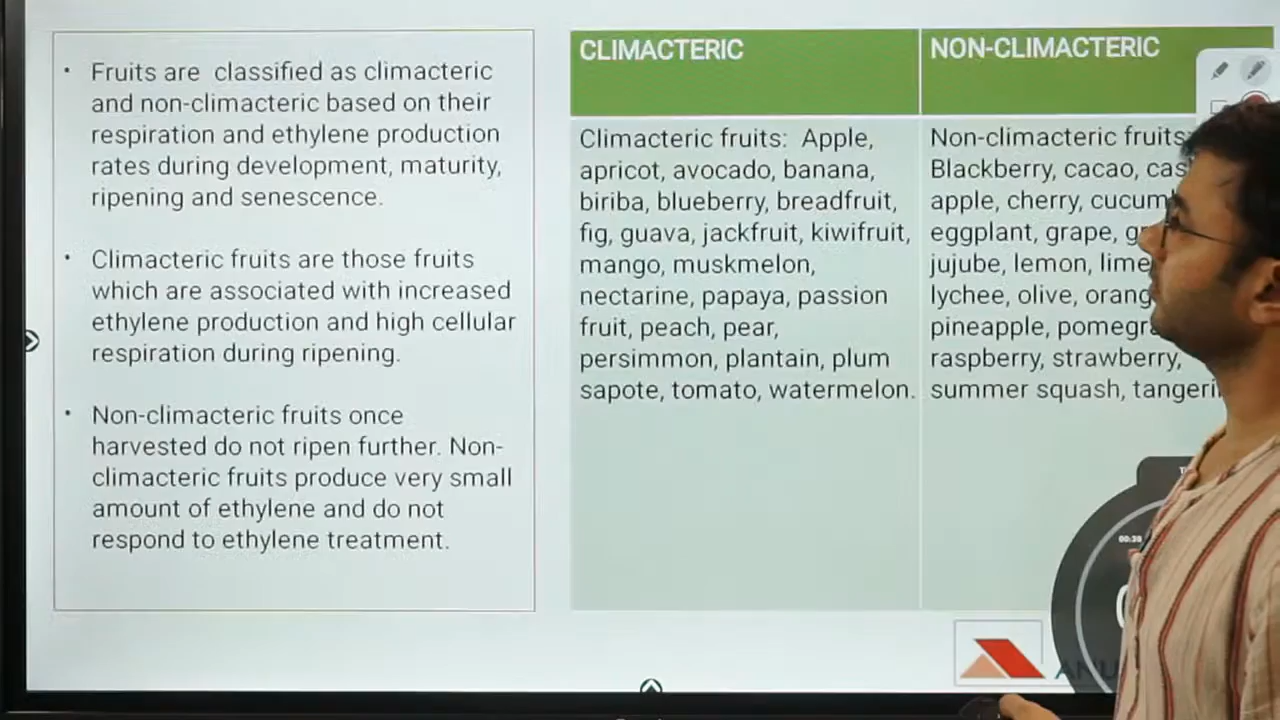 • Fruits are classified as climacteric
and non-climacteric based on their
respiration and ethylene production
rates during development, maturity,
ripening and senescence.
• Climacteric fruits are those fruits
which are associated with increased
ethylene production and high cellular
respiration during ripening.
• Non-climacteric fruits once
harvested do not ripen further. Non-
climacteric fruits produce very small
amount of ethylene and do not
respond to ethylene treatment.
CLIMACTERIC
Climacteric fruits: Apple,
apricot, avocado, banana,
biriba, blueberry, breadfruit,
fig, guava, jackfruit, kiwifruit,
mango, muskmelon,
nectarine, papaya, passion
fruit, peach, pear,
persimmon, plantain, plum
sapote, tomato, watermelon.
NON-CLIMACTERIC
Non-climacteric fruits:
Blackberry, cacao,
apple, cherry,
eggplant, grape,
jujube, lemon, lime
lychee, olive,
pineapple,
raspberry, strawberry,
summer squash,
00:38